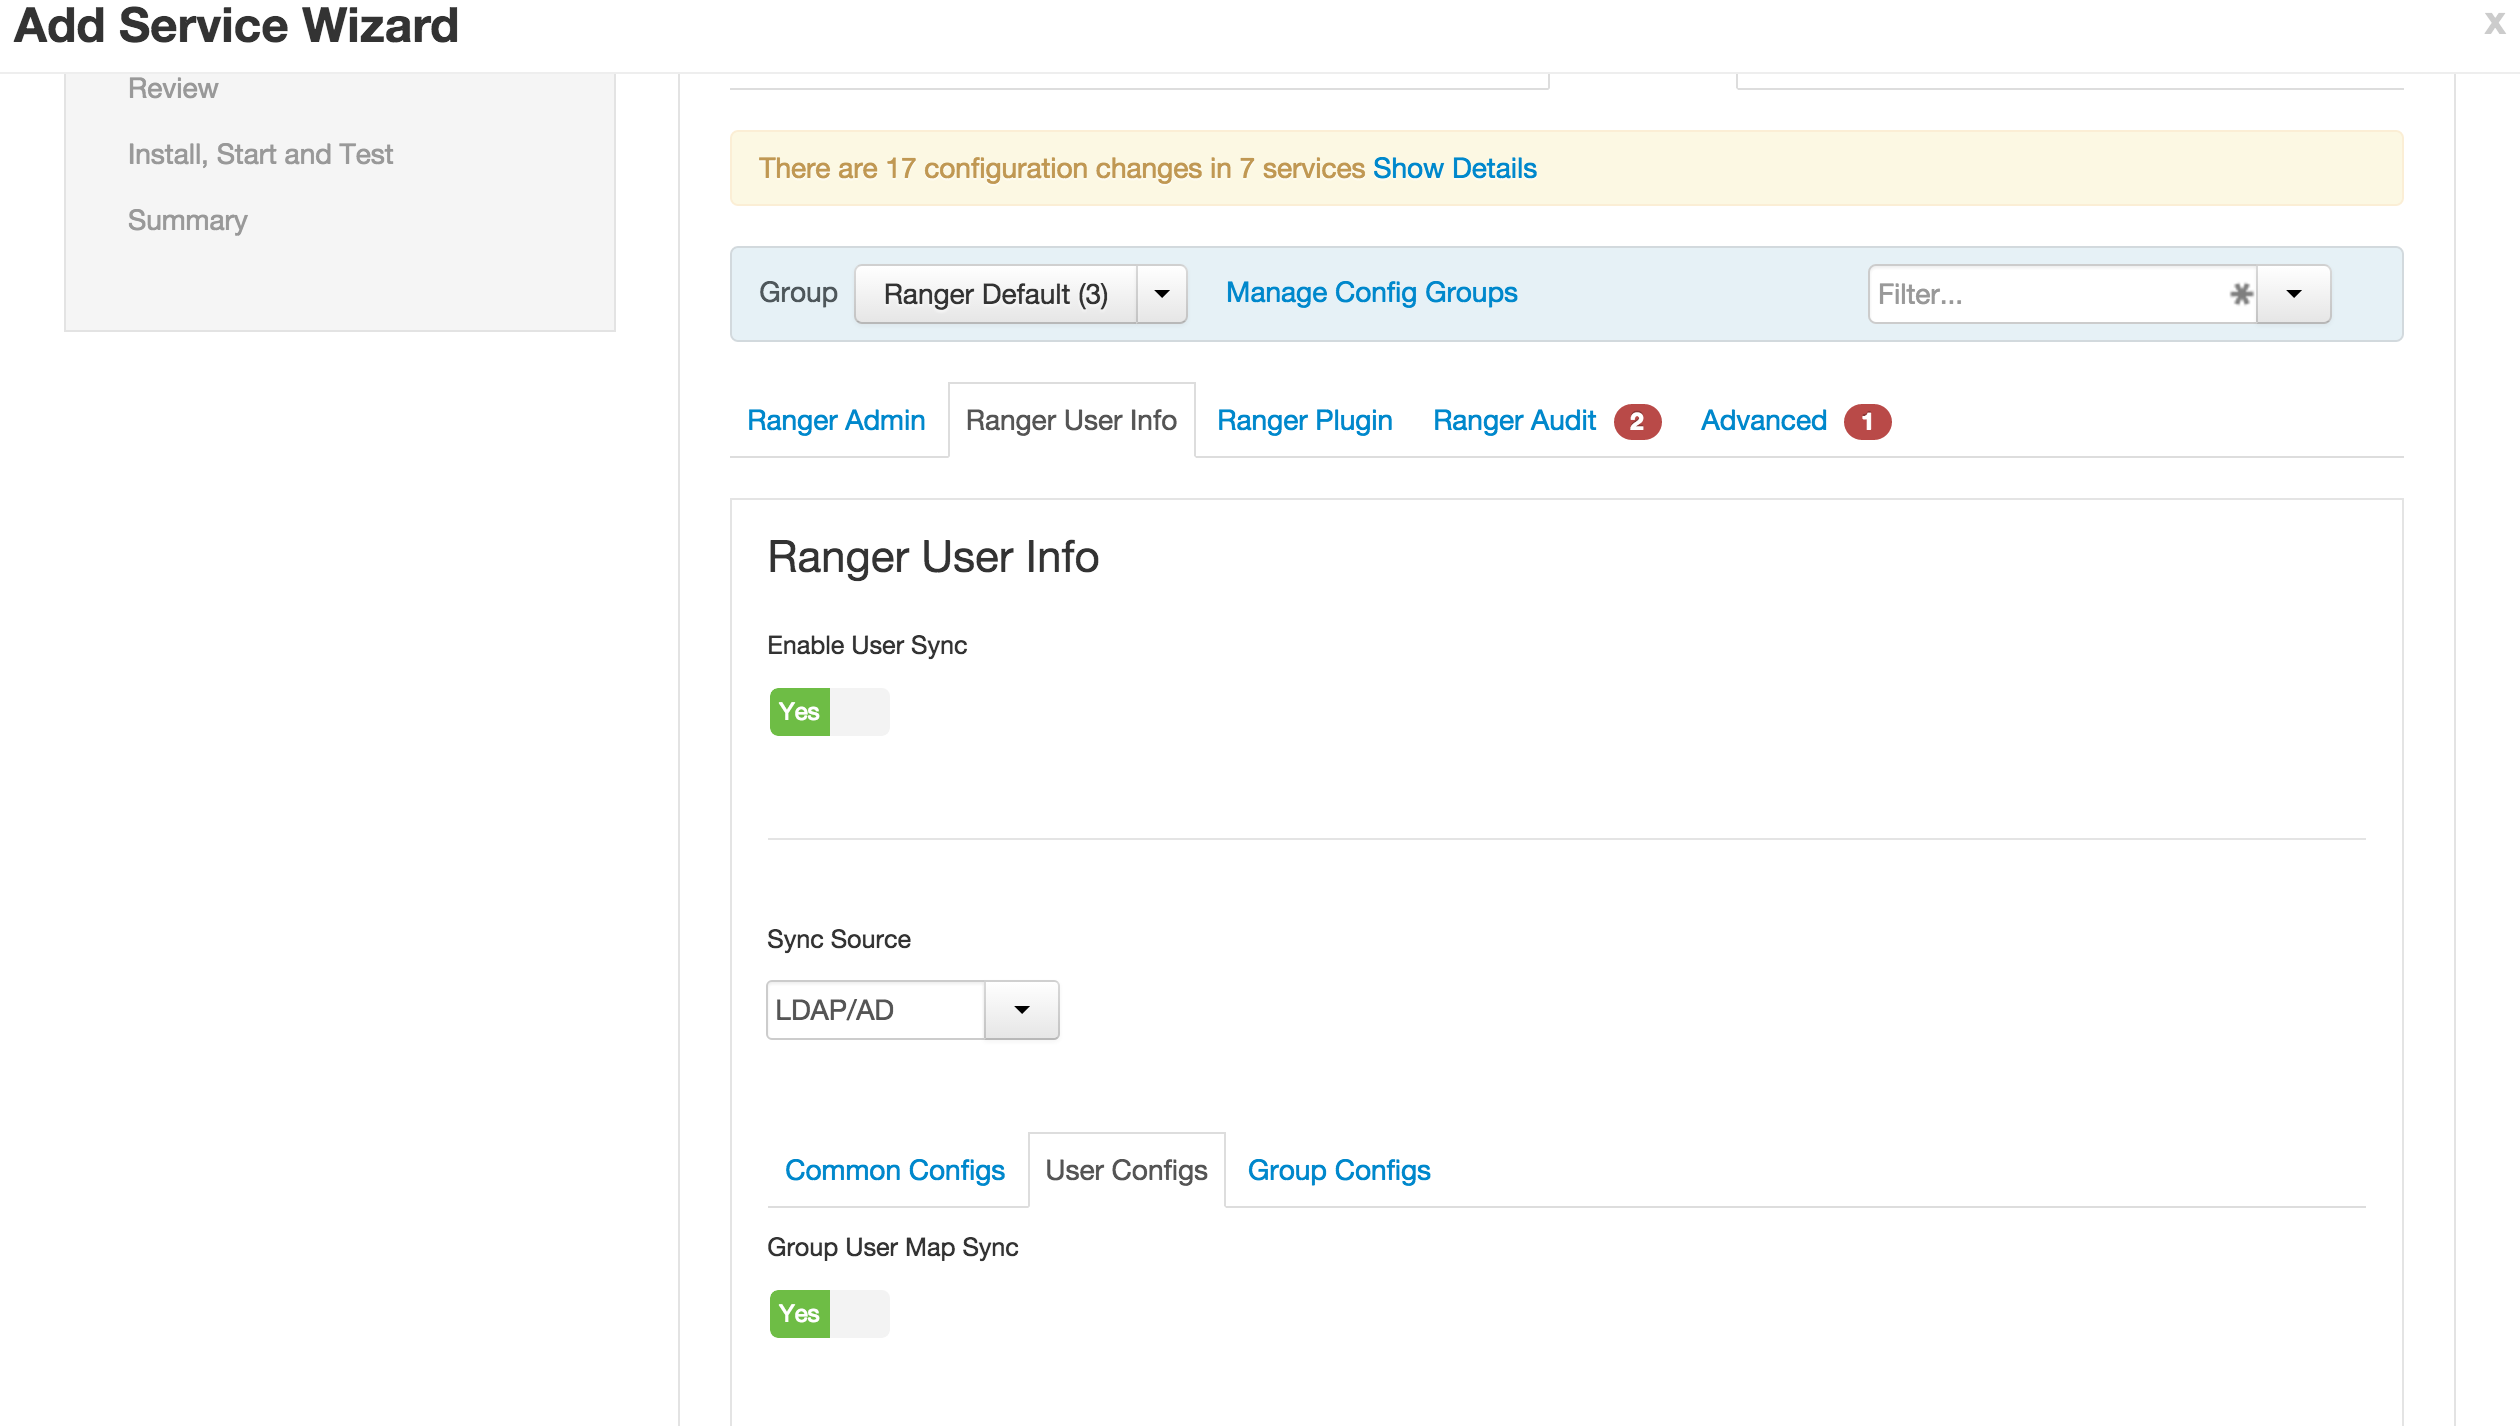 Add Service Wizard
x
Review
Install, Start and Test
Summary
There are 17 configuration changes in 7 services Show Details
Group Ranger Default (3) Manage Config Groups Filter...
Ranger Admin Ranger User Info Ranger Plugin Ranger Audit 2 Advanced 1
Ranger User Info
Enable User Sync
Yes
Sync Source
LDAP/AD
Common Configs User Configs Group Configs
Group User Map Sync
Yes